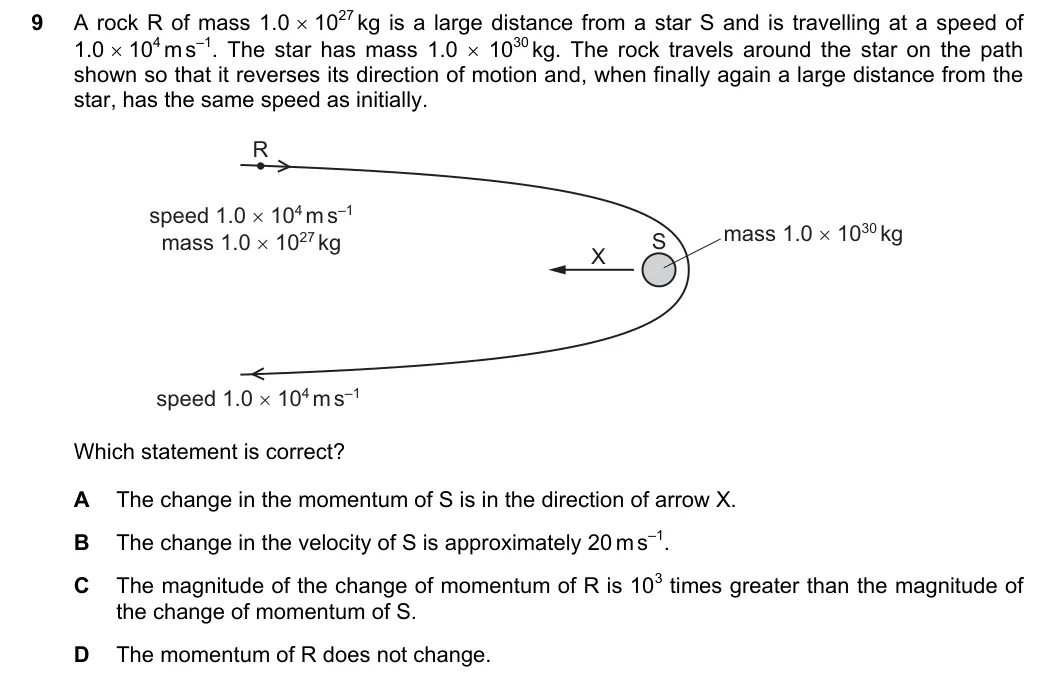 9 A rock R of mass 1.0 × 10²⁷ kg is a large distance from a star S and is travelling at a speed of
1.0 × 10⁴ m s⁻¹. The star has mass 1.0 × 10³⁰ kg. The rock travels around the star on the path
shown so that it reverses its direction of motion and, when finally again a large distance from the
star, has the same speed as initially.
R
speed 1.0 × 10⁴ m s⁻¹
mass 1.0 × 10²⁷ kg
X
S
mass 1.0 × 10³⁰ kg
speed 1.0 × 10⁴ m s⁻¹
Which statement is correct?
A The change in the momentum of S is in the direction of arrow X.
B The change in the velocity of S is approximately 20 m s⁻¹.
C The magnitude of the change of momentum of R is 10³ times greater than the magnitude of
the change of momentum of S.
D The momentum of R does not change.